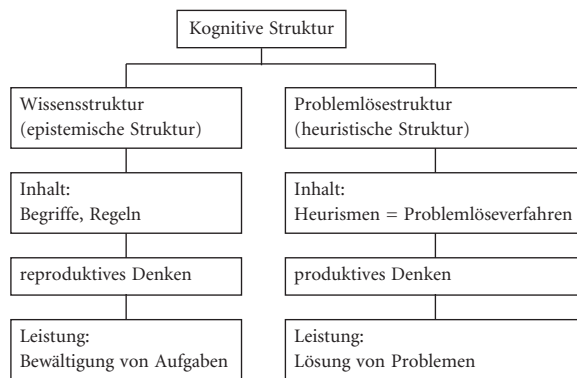 Kognitive Struktur
Wissensstruktur
(epistemische Struktur)
Inhalt:
Begriffe, Regeln
reproduktives Denken
Leistung:
Bewältigung von Aufgaben
Problemlösestruktur
(heuristische Struktur)
Inhalt:
Heurismen = Problemlöseverfahren
produktives Denken
Leistung:
Lösung von Problemen